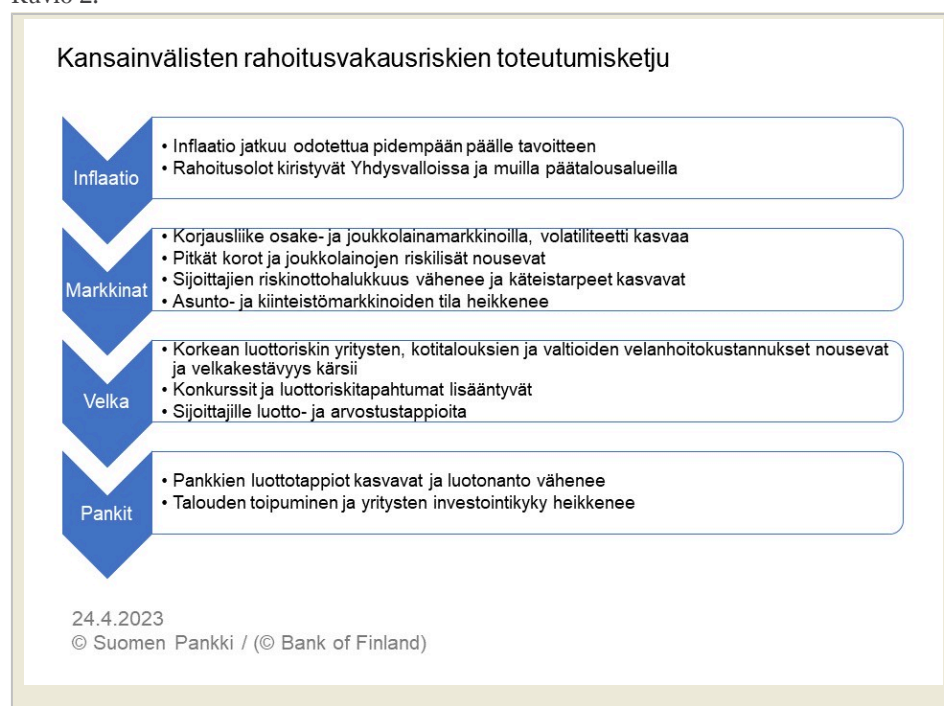 Kansainvälisten rahoitusvakausriskien toteutumisketju
Inflaatio
• Inflaatio jatkuu odotettua pidempään päälle tavoitteen
• Rahoitusolot kiristyvät Yhdysvalloissa ja muilla päätalousalueilla
Markkinat
• Korjausliike osake- ja joukkolainamarkkinoilla, volatiliteetti kasvaa
• Pitkät korot ja joukkolainojen riskilisät nousevat
• Sijoittajien riskinottohalukkuus vähenee ja käteistarpeet kasvavat
• Asunto- ja kiinteistömarkkinoiden tila heikkenee
Velka
• Korkean luottoriskin yritysten, kotitalouksien ja valtioiden velanhoitokustannukset nousevat
ja velkakestävyys kärsii
• Konkurssit ja luottoriskitapahtumat lisääntyvät
• Sijoittajille luotto- ja arvostustappioita
Pankit
• Pankkien luottotappiot kasvavat ja luotonanto vähenee
• Talouden toipuminen ja yritysten investointikyky heikkenee
24.4.2023
© Suomen Pankki / (© Bank of Finland)